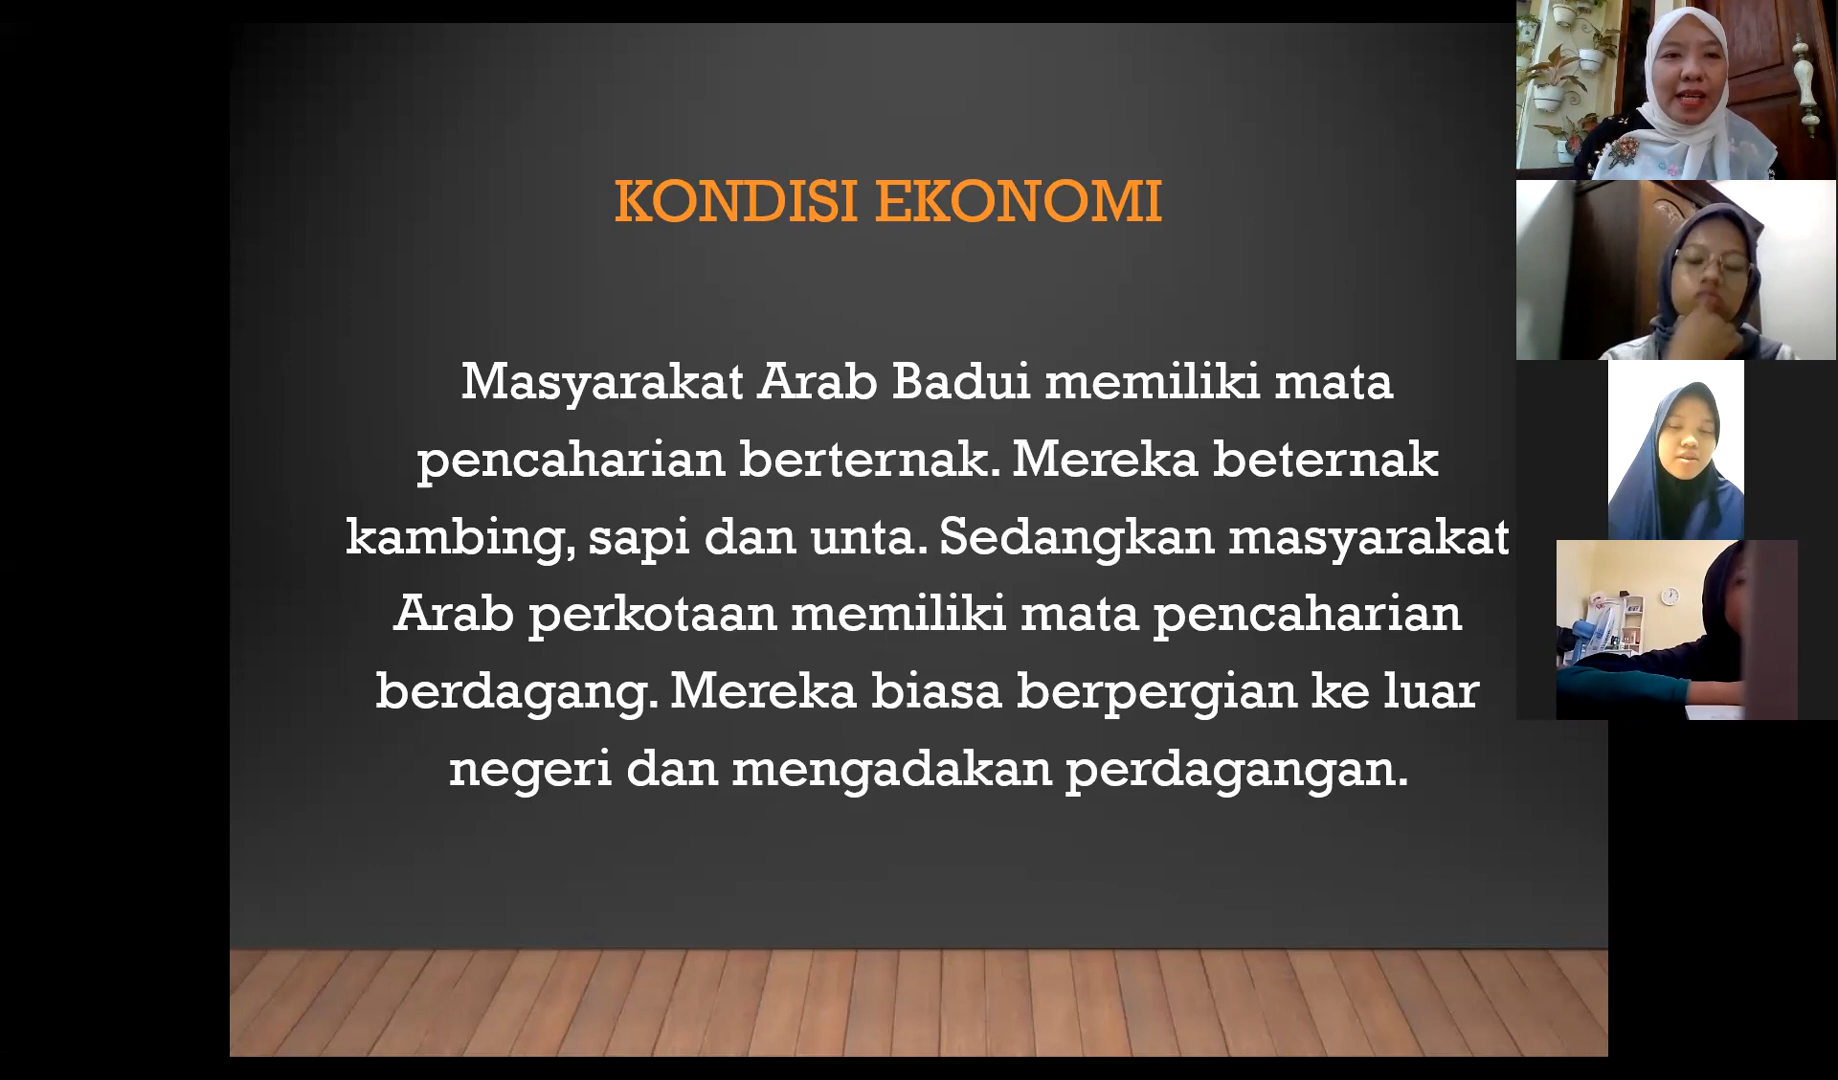 KONDISI EKONOMI
Masyarakat Arab Badui memiliki mata
pencaharian berternak. Mereka beternak
kambing, sapi dan unta. Sedangkan masyarakat
Arab perkotaan memiliki mata pencaharian
berdagang. Mereka biasa berpergian ke luar
negeri dan mengadakan perdagangan.